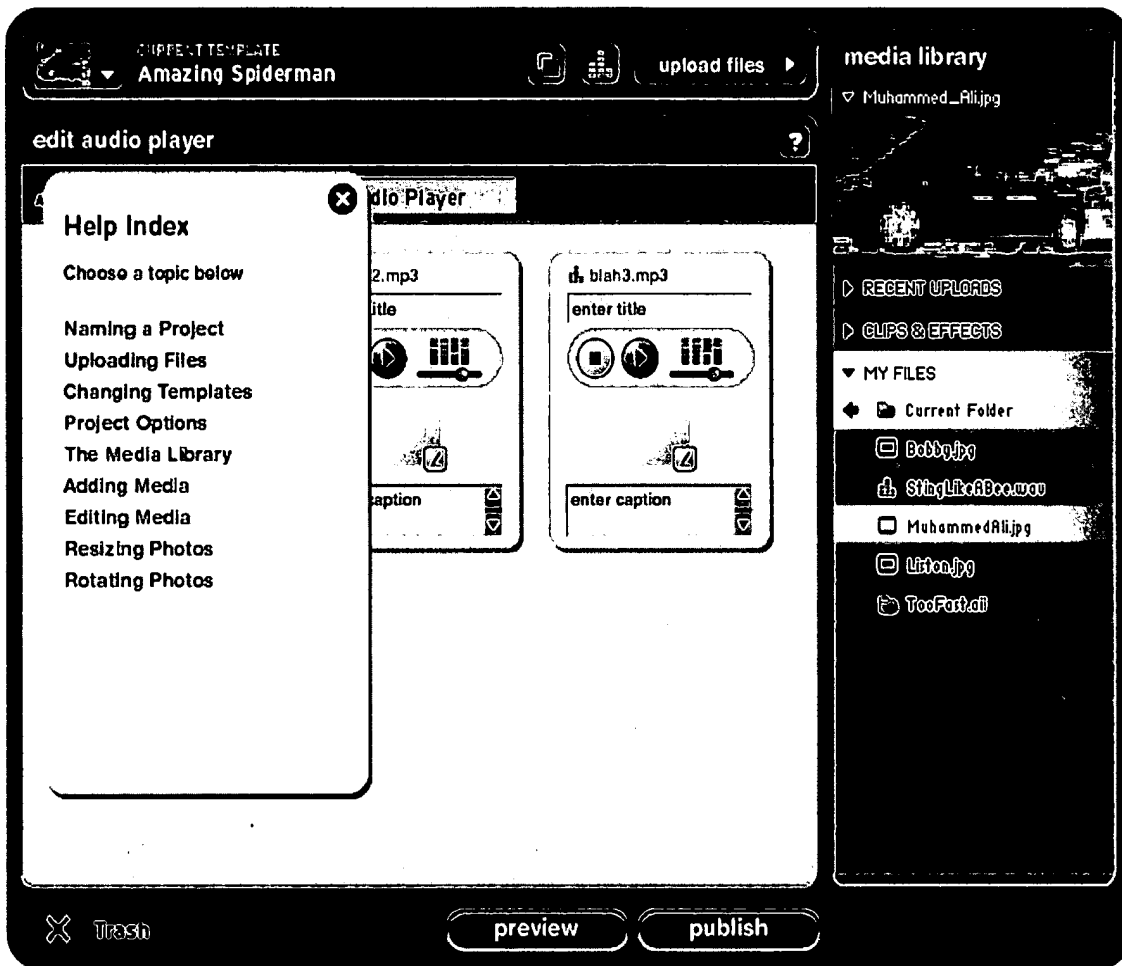 CURRENT TEMPLATE
Amazing Spiderman
upload files
edit audio player
?
dio Player
Help Index
Choose a topic below
Naming a Project
Uploading Files
Changing Templates
Project Options
The Media Library
Adding Media
Editing Media
Resizing Photos
Rotating Photos
2.mp3
itle
caption
blah3.mp3
enter title
enter caption
media library
Muhammed_Ali.jpg
RECENT UPLOADS
CLIPS & EFFECTS
MY FILES
Current Folder
Bobby.jpg
StingLikeABee.wav
MuhammedAli.jpg
Liston.jpg
Trash
preview
publish